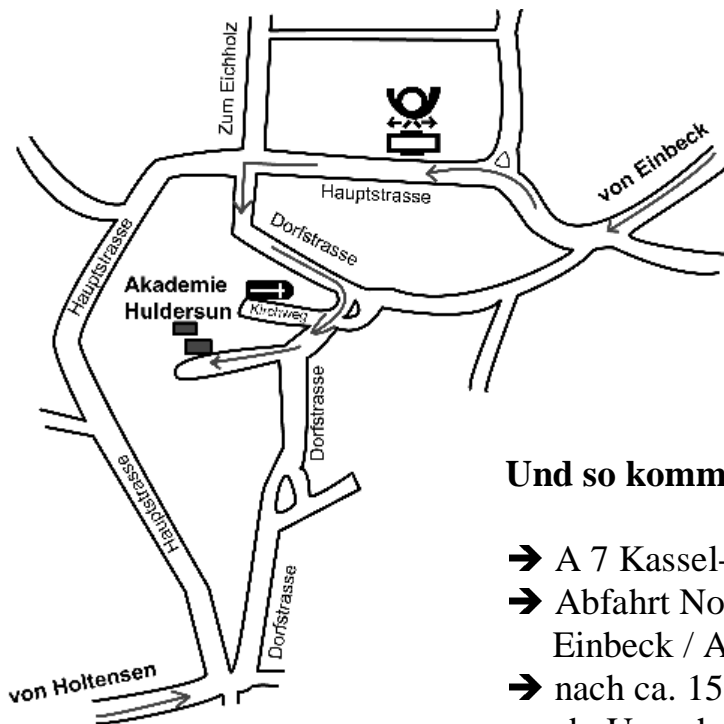 Zum Eichholz
von Einbeck
Hauptstrasse
Dorfstrasse
Hauptstrasse
Akademie
Huldersun
Kirchweg
Dorfstrasse
Hauptstrasse
Dorfstrasse
von Holtensen
Und so komm
➔ A 7 Kassel-
➔ Abfahrt No
Einbeck / A
➔ nach ca. 15